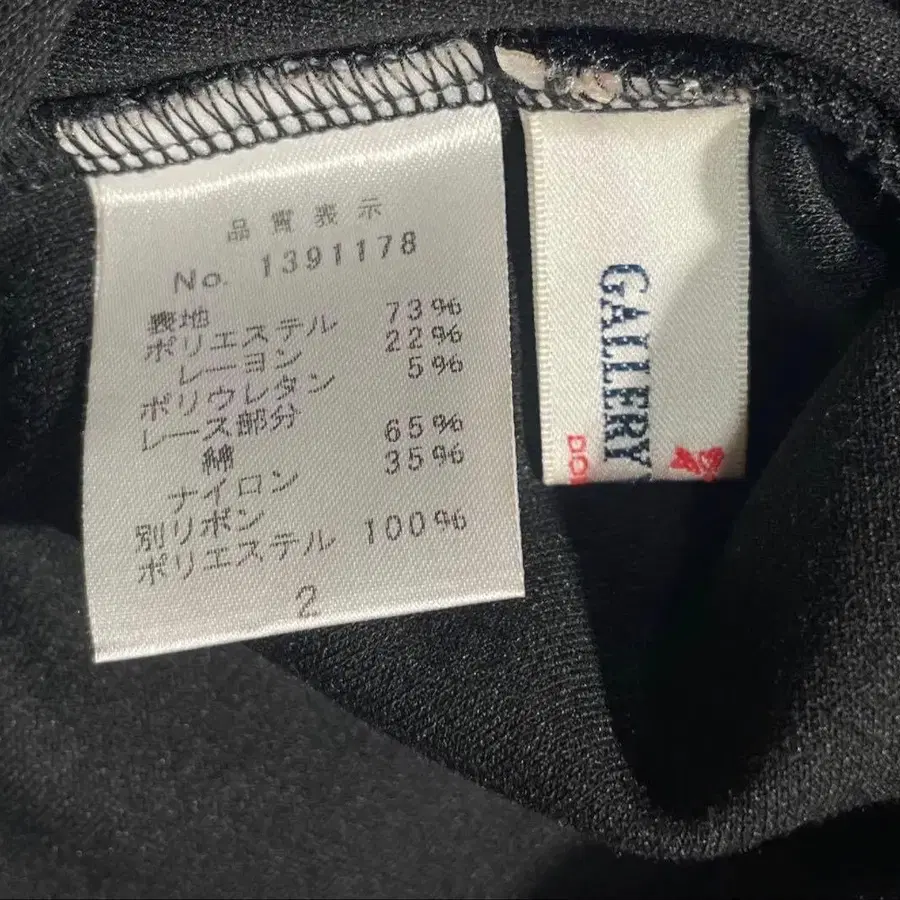 品質表示
No. 1391178
表地
ポリエステル 73%
レーヨン 22%
ポリウレタン 5%
レース部分
綿 65%
ナイロン 35%
別リボン
ポリエステル 100%
2
GALLERY